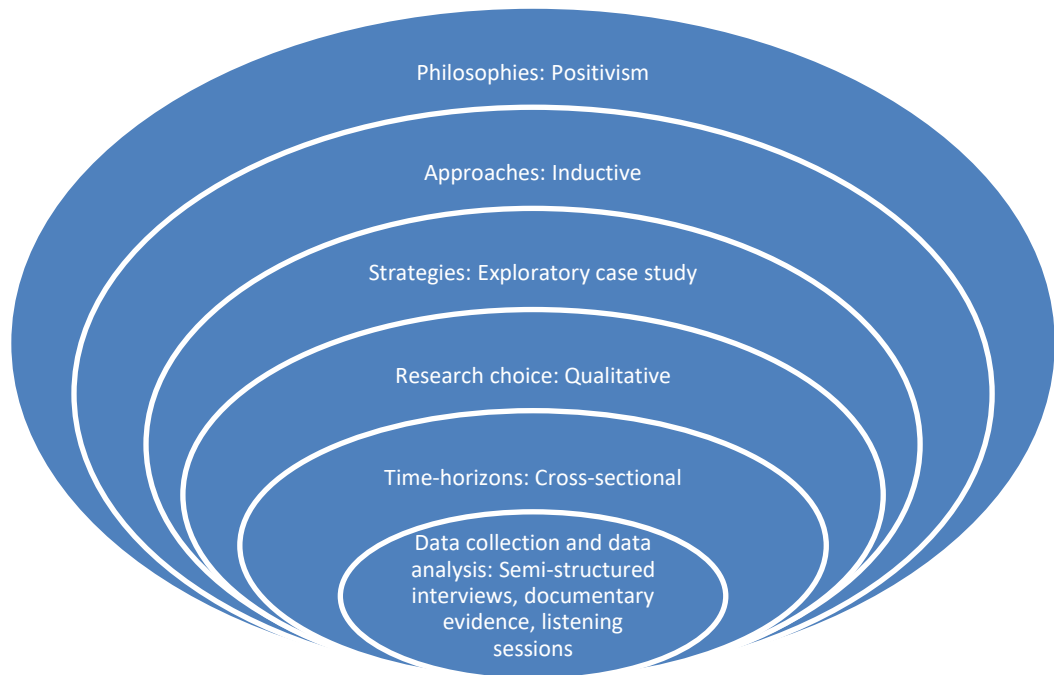 Philosophies: Positivism
Approaches: Inductive
Strategies: Exploratory case study
Research choice: Qualitative
Time-horizons: Cross-sectional
Data collection and data
analysis: Semi-structured
interviews, documentary
evidence, listening
sessions